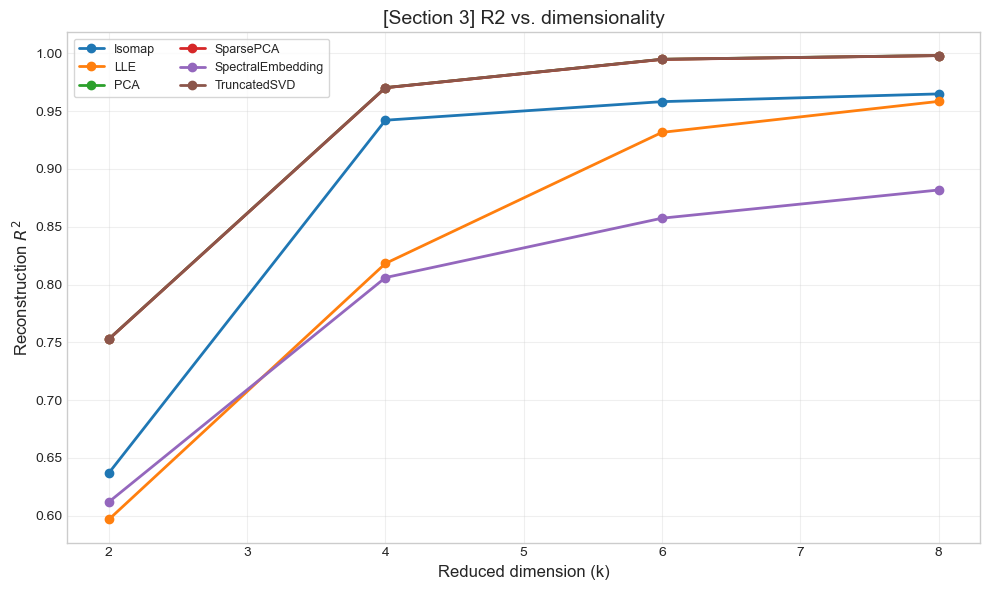 [Section 3] R2 vs. dimensionality
Isomap
LLE
PCA
SparsePCA
SpectralEmbedding
TruncatedSVD
Reconstruction R²
1.00
0.95
0.90
0.85
0.80
0.75
0.70
0.65
0.60
2 3 4 5 6 7 8
Reduced dimension (k)